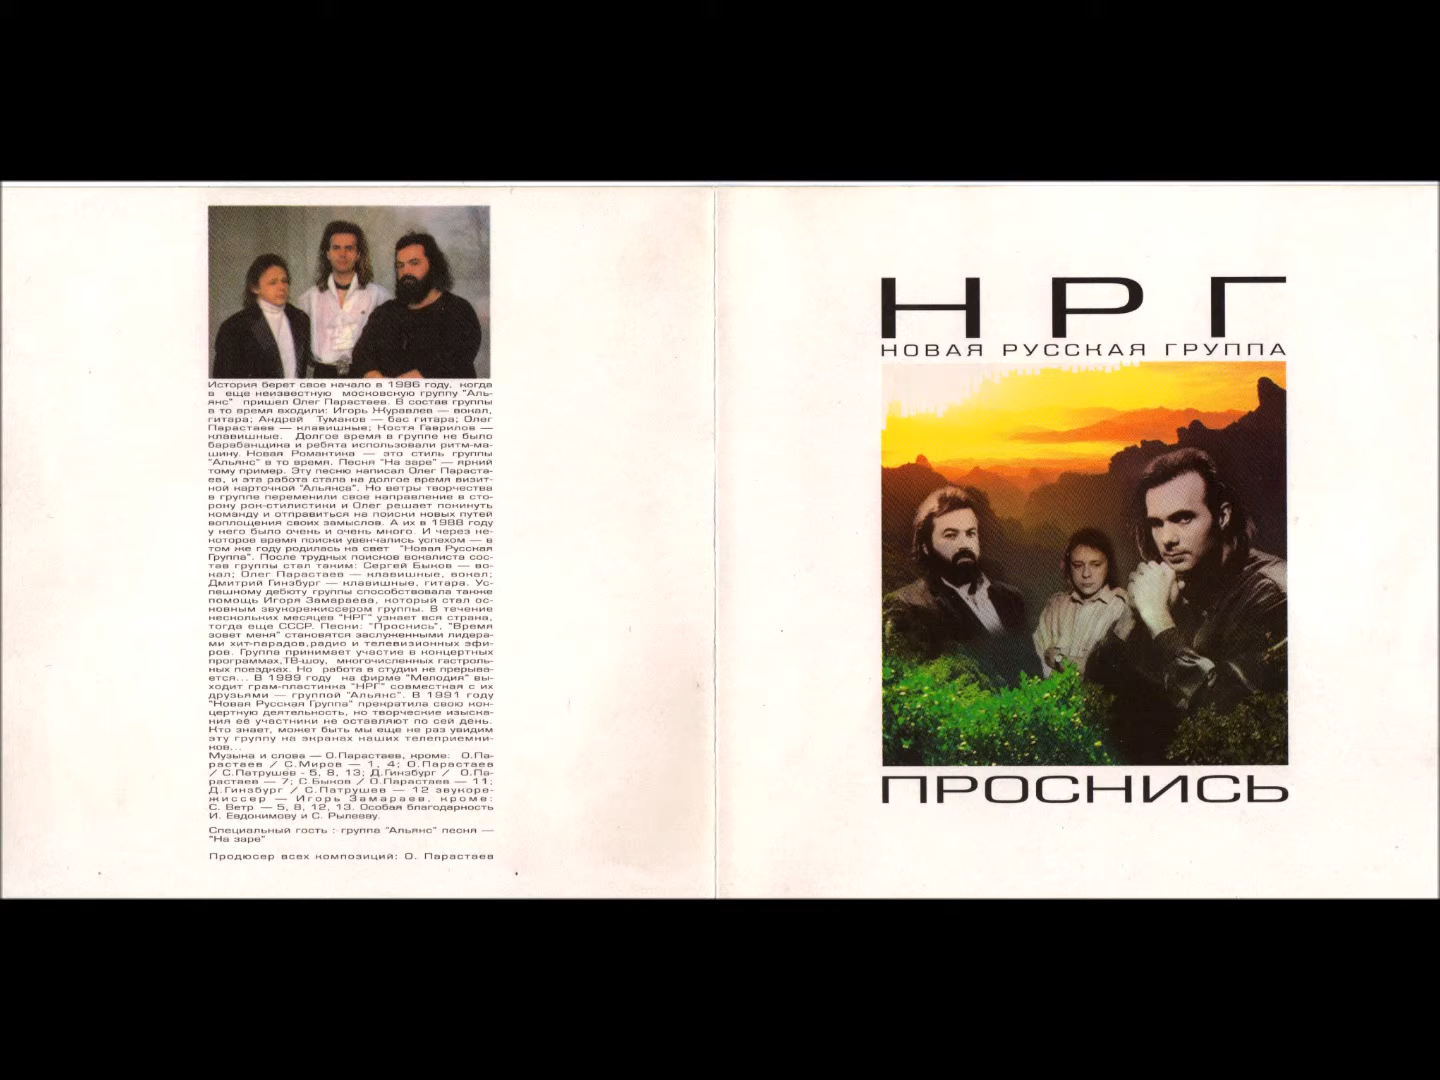 История берет свое начало в 1986 году, когда
в еще неизвестную московскую группу "Аль-
янс" пришел Олег Парастаев. В состав группы
в то время входили: Игорь Журавлев — вокал,
гитара; Андрей Туманов — бас гитара; Олег
Парастаев — клавишные; Костя Гаврилов —
клавишные. Долгое время в группе не было
барабанщика и ребята использовали ритм-ма-
шину. Новая Романтика — это стиль группы
"Альянс" в то время. Песня "На заре" — яркий
тому пример. Эту песню написал Олег Параста-
ев, и эта работа стала на долгое время визит-
ной карточкой "Альянса". Но ветры творчества
в группе переменили свое направление в сто-
рону рок-стилистики и Олег решает покинуть
команду и отправиться на поиски новых путей
воплощения своих замыслов. А их в 1988 году
у него было очень и очень много. И через не-
которое время поиски увенчались успехом — в
том же году родилась на свет "Новая Русская
Группа". После трудных поисков вокалиста сос-
тав группы стал таким: Сергей Быков — во-
кал; Олег Парастаев — клавишные, вокал;
Дмитрий Гинзбург — клавишные, гитара. Ус-
пешному дебюту группы способствовала также
помощь Игоря Замараева, который стал ос-
новным звукорежиссером группы. В течение
нескольких месяцев "НРГ" узнает вся страна,
тогда еще СССР. Песни: "Проснись", "Время
зовет меня" становятся заслуженными лидера-
ми хит-парадов,радио и телевизионных эфи-
ров. Группа принимает участие в концертных
программах,ТВ-шоу, многочисленных гастроль-
ных поездках. Но работа в студии не прерыва-
ется... В 1989 году на фирме "Мелодия" вы-
ходит грам-пластинка "НРГ" совместная с их
друзьями — группой "Альянс". В 1991 году
"Новая Русская Группа" прекратила свою кон-
цертную деятельность, но творческие изыска-
ния её участники не оставляют по сей день.
Кто знает, может быть мы еще не раз увидим
эту группу на экранах наших телеприемни-
ков...
Музыка и слова — О.Парастаев, кроме: О.Па-
растаев / С.Миров — 1, 4; О.Парастаев
/ С.Патрушев - 5, 8, 13; Д.Гинзбург / О.Па-
растаев — 7; С.Быков / О.Парастаев — 11;
Д.Гинзбург / С.Патрушев — 12 звукоре-
жиссер — Игорь Замараев, кроме:
С. Ветр — 5, 8, 12, 13. Особая благодарность
И. Евдокимову и С. Рылееву.
Специальный гость : группа "Альянс" песня —
"На заре"
Продюсер всех композиций: О. Парастаев
НРГ
НОВАЯ РУССКАЯ ГРУППА
ПРОСНИСЬ